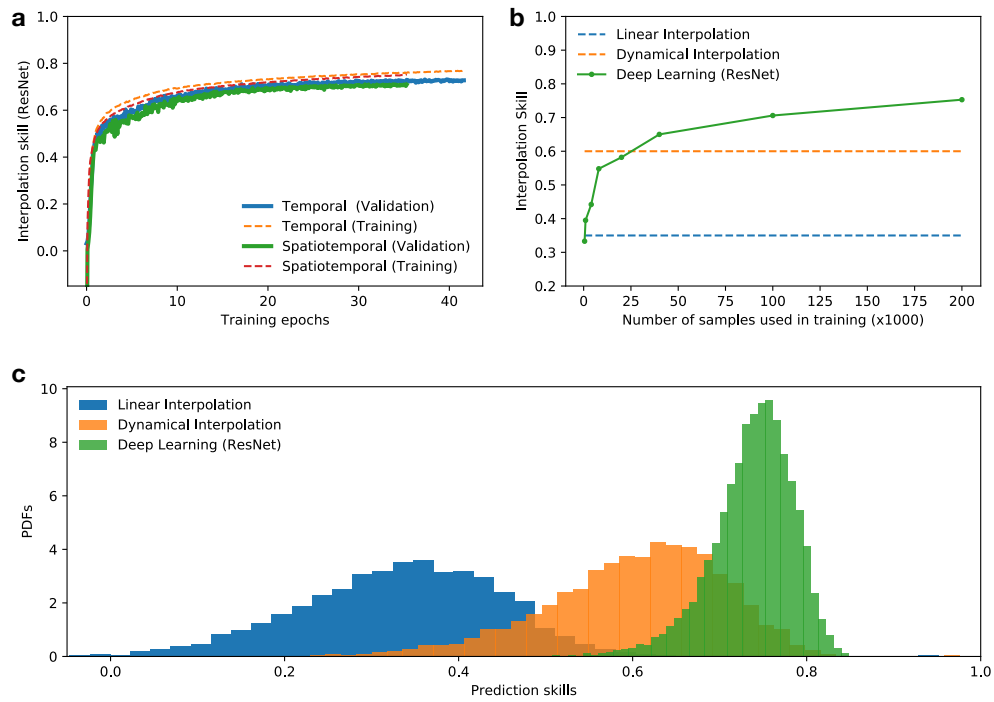 a
1.0
0.8
0.6
0.4
0.2
0.0
Interpolation skill (ResNet)
Temporal (Validation)
Temporal (Training)
Spatiotemporal (Validation)
Spatiotemporal (Training)
0 10 20 30 40
Training epochs
b
1.0
0.9
0.8
0.7
0.6
0.5
0.4
0.3
0.2
Interpolation Skill
Linear Interpolation
Dynamical Interpolation
Deep Learning (ResNet)
0 25 50 75 100 125 150 175 200
Number of samples used in training (x1000)
c
10
8
6
4
2
0
PDFs
Linear Interpolation
Dynamical Interpolation
Deep Learning (ResNet)
0.0 0.2 0.4 0.6 0.8 1.0
Prediction skills